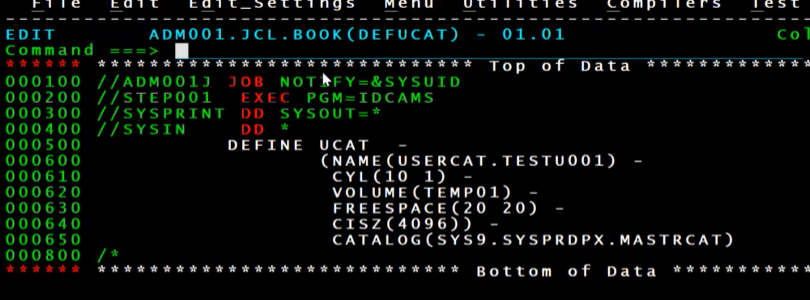 File Edit Edit_Settings Menu Utilities Compilers Test
EDIT ADM001.JCL.BOOK(DEFUCAT) - 01.01 Col
Command ===>
****** ******************************* Top of Data ***********
000100 //ADM001J JOB NOTIFY=&SYSUID
000200 //STEP001 EXEC PGM=IDCAMS
000300 //SYSPRINT DD SYSOUT=*
000400 //SYSIN DD *
000500 DEFINE UCAT -
000600 (NAME(USERCAT.TESTU001) -
000610 CYL(10 1) -
000620 VOLUME(TEMP01) -
000630 FREESPACE(20 20) -
000640 CISZ(4096)) -
000650 CATALOG(SYS9.SYSPRDPX.MASTRCAT)
000800 /*
****** ****************************** Bottom of Data *********